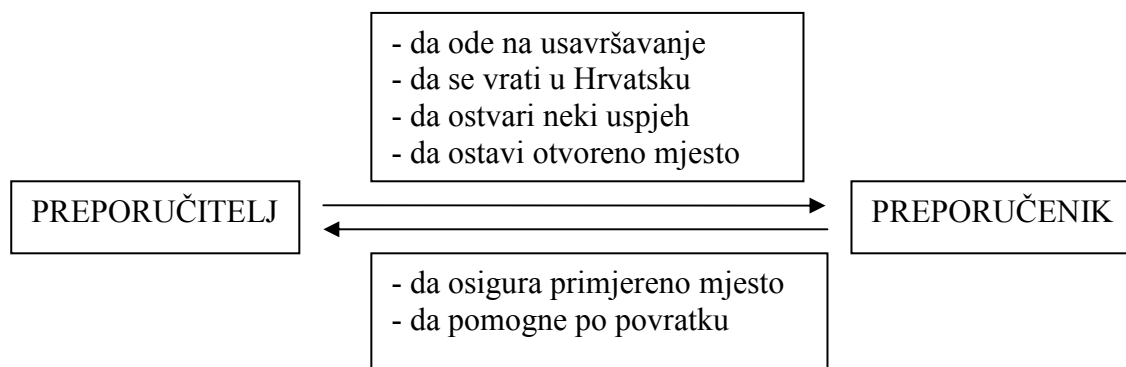 - da ode na usavršavanje
- da se vrati u Hrvatsku
- da ostvari neki uspjeh
- da ostavi otvoreno mjesto
PREPORUČITELJ
PREPORUČENIK
- da osigura primjereno mjesto
- da pomogne po povratku